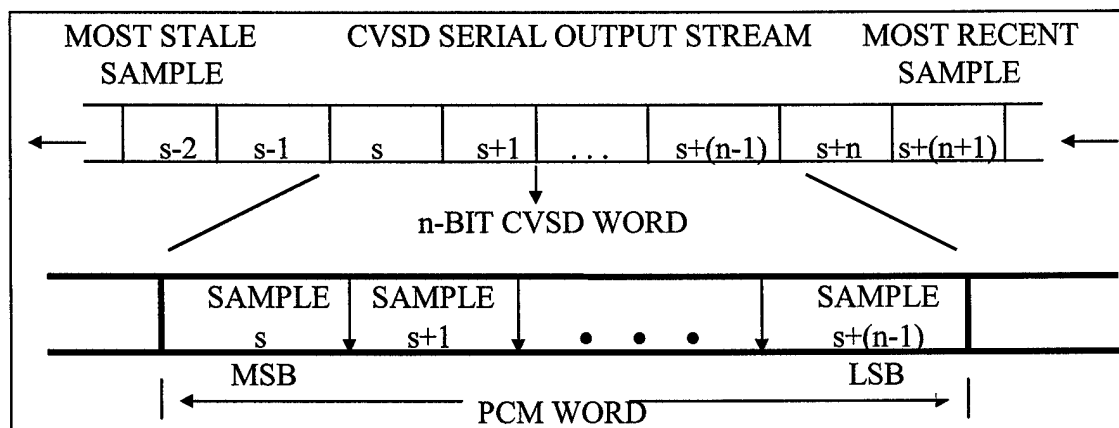 MOST STALE CVSD SERIAL OUTPUT STREAM MOST RECENT
SAMPLE SAMPLE
s-2 s-1 s s+1 ... s+(n-1) s+n s+(n+1)
n-BIT CVSD WORD
SAMPLE SAMPLE SAMPLE
s s+1 • • • s+(n-1)
MSB LSB
PCM WORD